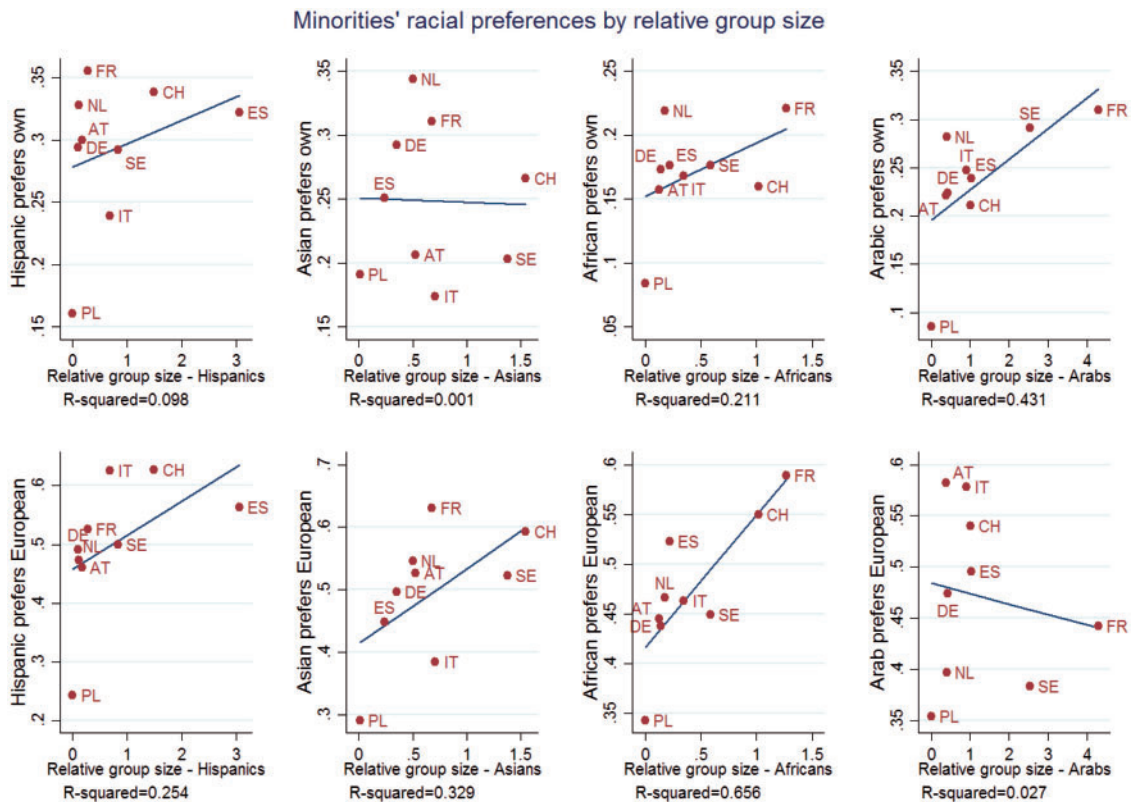 Minorities' racial preferences by relative group size
Hispanic prefers own
.15 .2 .25 .3 .35
FR
NL
CH
ES
AT
DE
SE
IT
PL
0 1 2 3
Relative group size - Hispanics
R-squared=0.098
Asian prefers own
.15 .2 .25 .3 .35
NL
FR
DE
CH
ES
AT
SE
PL
IT
0 .5 1 1.5
Relative group size - Asians
R-squared=0.001
African prefers own
.05 .1 .15 .2 .25
NL
FR
DE
ES
SE
AT
IT
CH
PL
0 .5 1 1.5
Relative group size - Africans
R-squared=0.211
Arabic prefers own
.1 .15 .2 .25 .3 .35
SE
FR
NL
IT
ES
DE
AT
CH
PL
0 1 2 3 4
Relative group size - Arabs
R-squared=0.431
Hispanic prefers European
.2 .3 .4 .5 .6
IT
CH
ES
FR
DE
NL
SE
AT
PL
0 1 2 3
Relative group size - Hispanics
R-squared=0.254
Asian prefers European
.3 .4 .5 .6 .7
FR
CH
NL
AT
SE
DE
ES
IT
PL
0 .5 1 1.5
Relative group size - Asians
R-squared=0.329
African prefers European
.35 .4 .45 .5 .55 .6
FR
CH
ES
NL
AT
IT
DE
SE
PL
0 .5 1 1.5
Relative group size - Africans
R-squared=0.656
Arab prefers European
.35 .4 .45 .5 .55 .6
AT
IT
CH
ES
DE
FR
NL
SE
PL
0 1 2 3 4
Relative group size - Arabs
R-squared=0.027